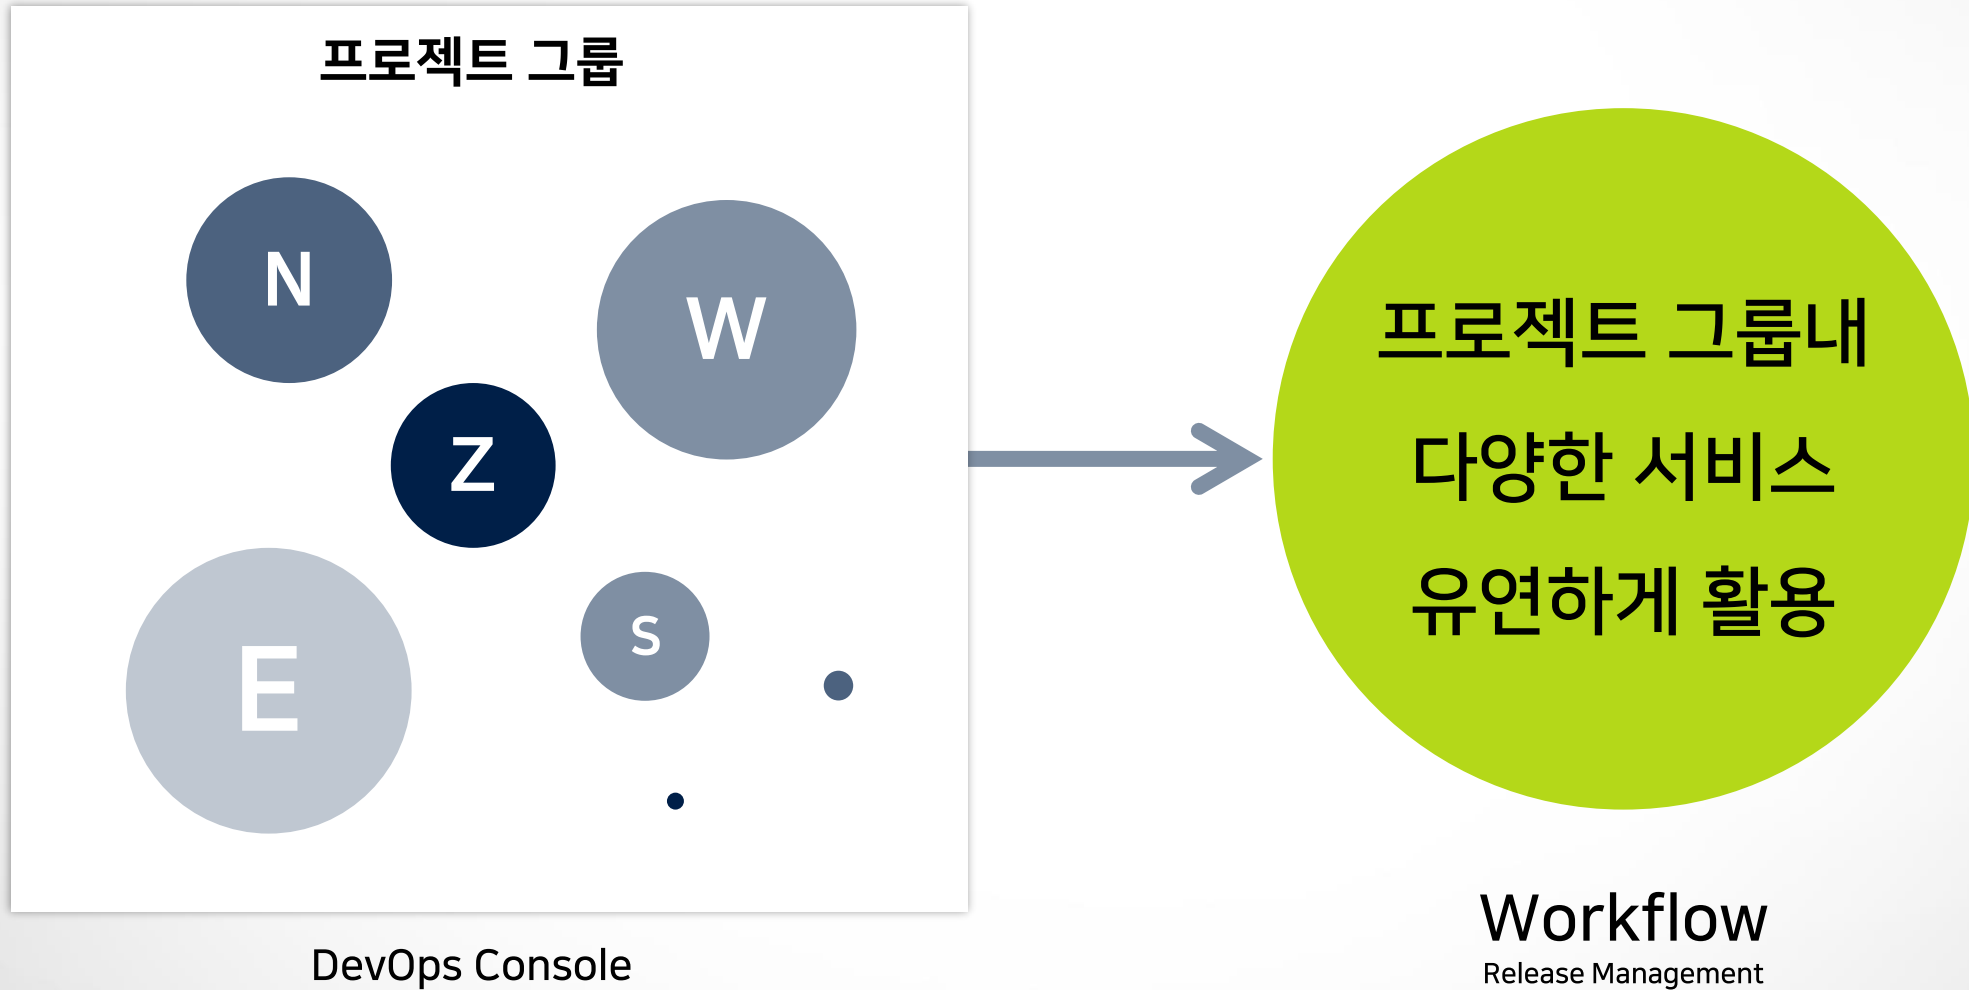 프로젝트 그룹
N
W
Z
E
S
DevOps Console
프로젝트 그룹내
다양한 서비스
유연하게 활용
Workflow
Release Management